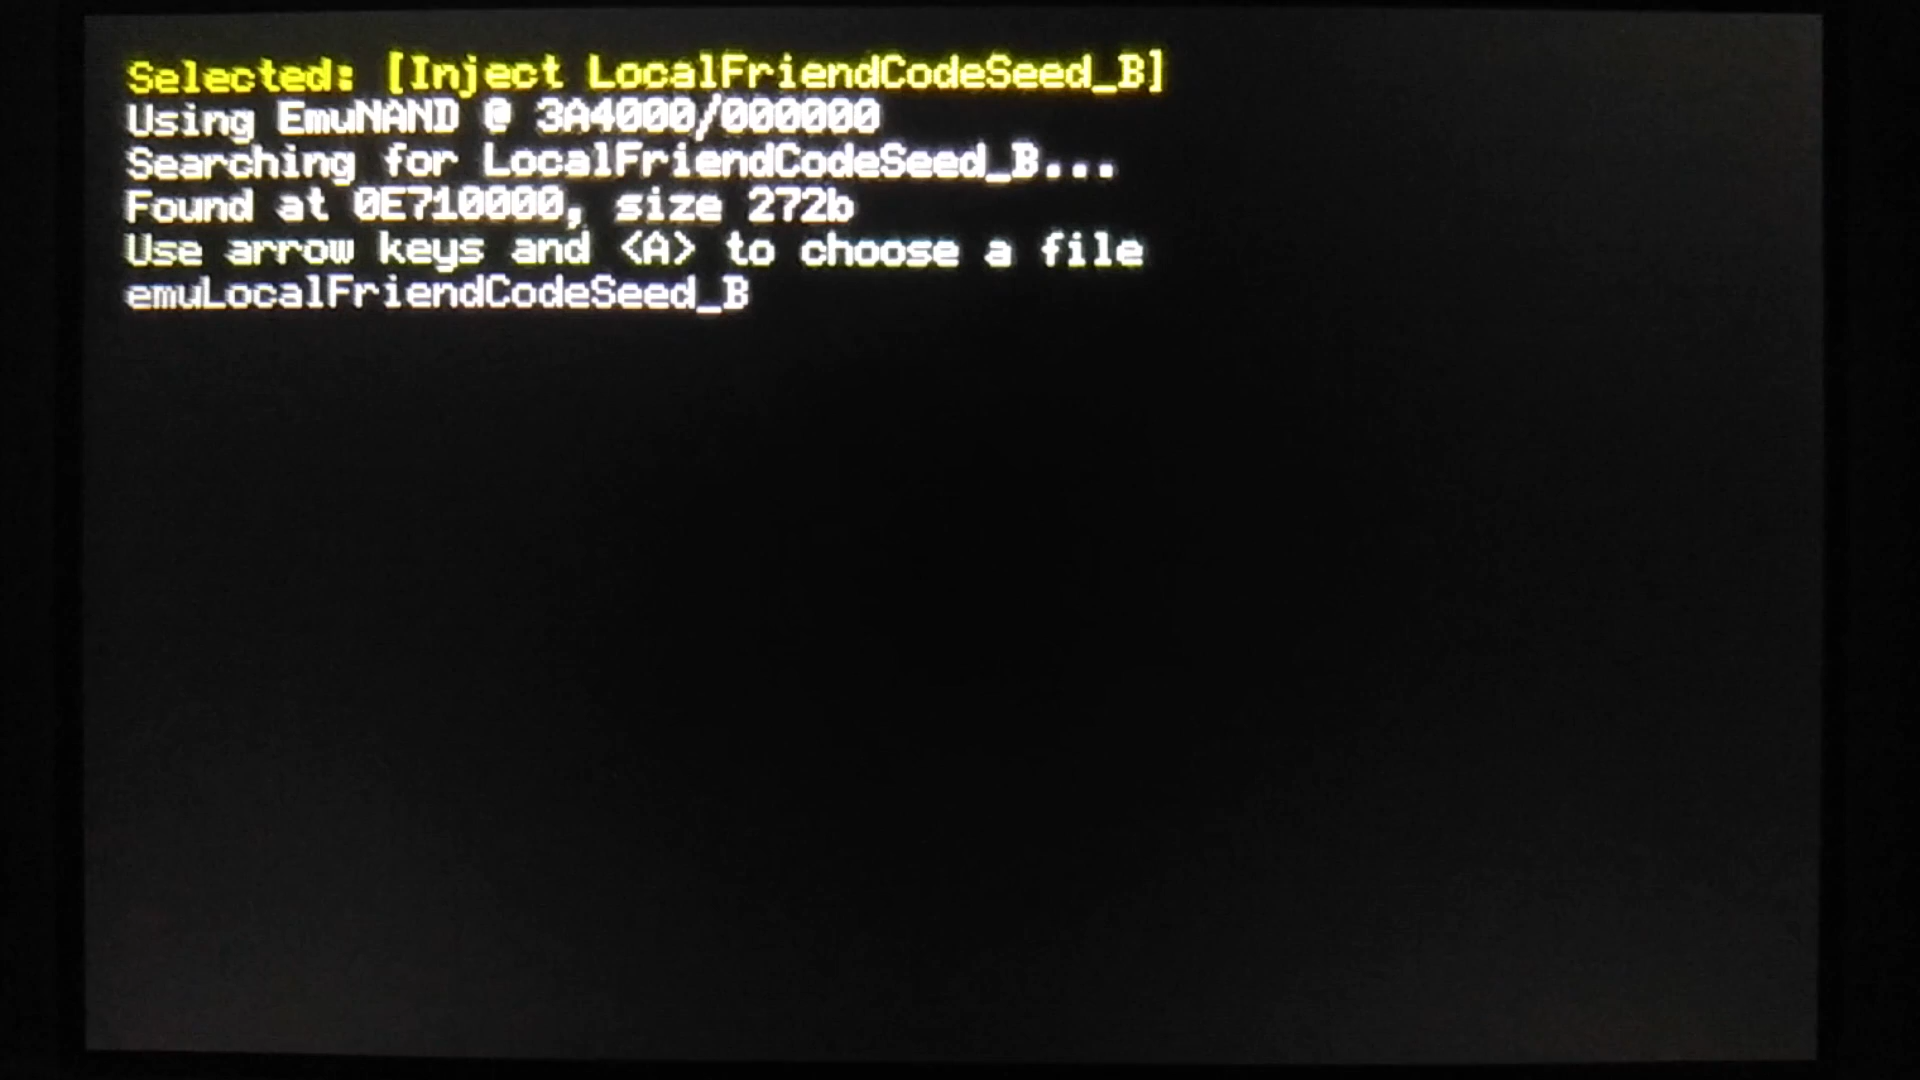 Selected: [Inject LocalFriendCodeSeed_B]
Using EmuNAND @ 3A4000/000000
Searching for LocalFriendCodeSeed_B...
Found at 0E710000, size 272b
Use arrow keys and <A> to choose a file
emuLocalFriendCodeSeed_B